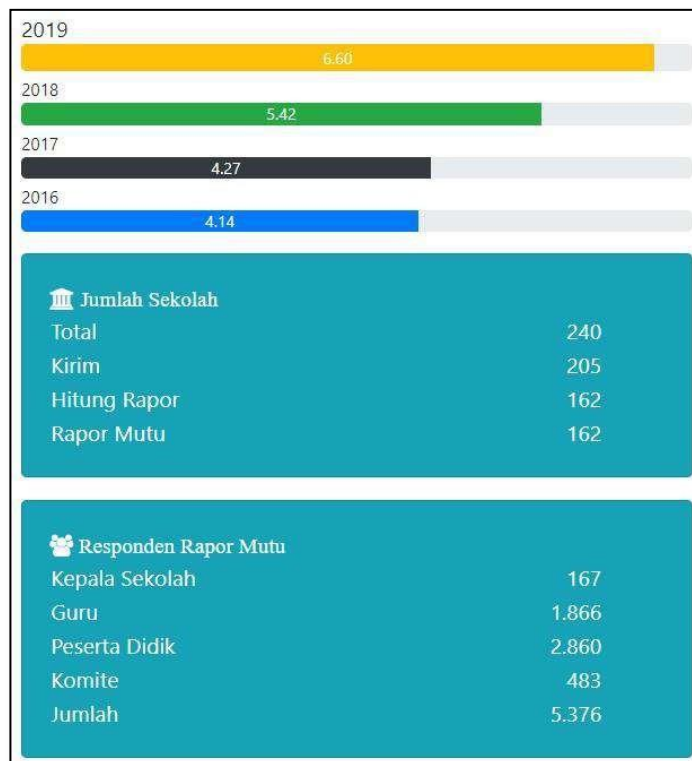 2019
6.60
2018
5.42
2017
4.27
2016
4.14
Jumlah Sekolah
Total 240
Kirim 205
Hitung Rapor 162
Rapor Mutu 162
Responden Rapor Mutu
Kepala Sekolah 167
Guru 1.866
Peserta Didik 2.860
Komite 483
Jumlah 5.376